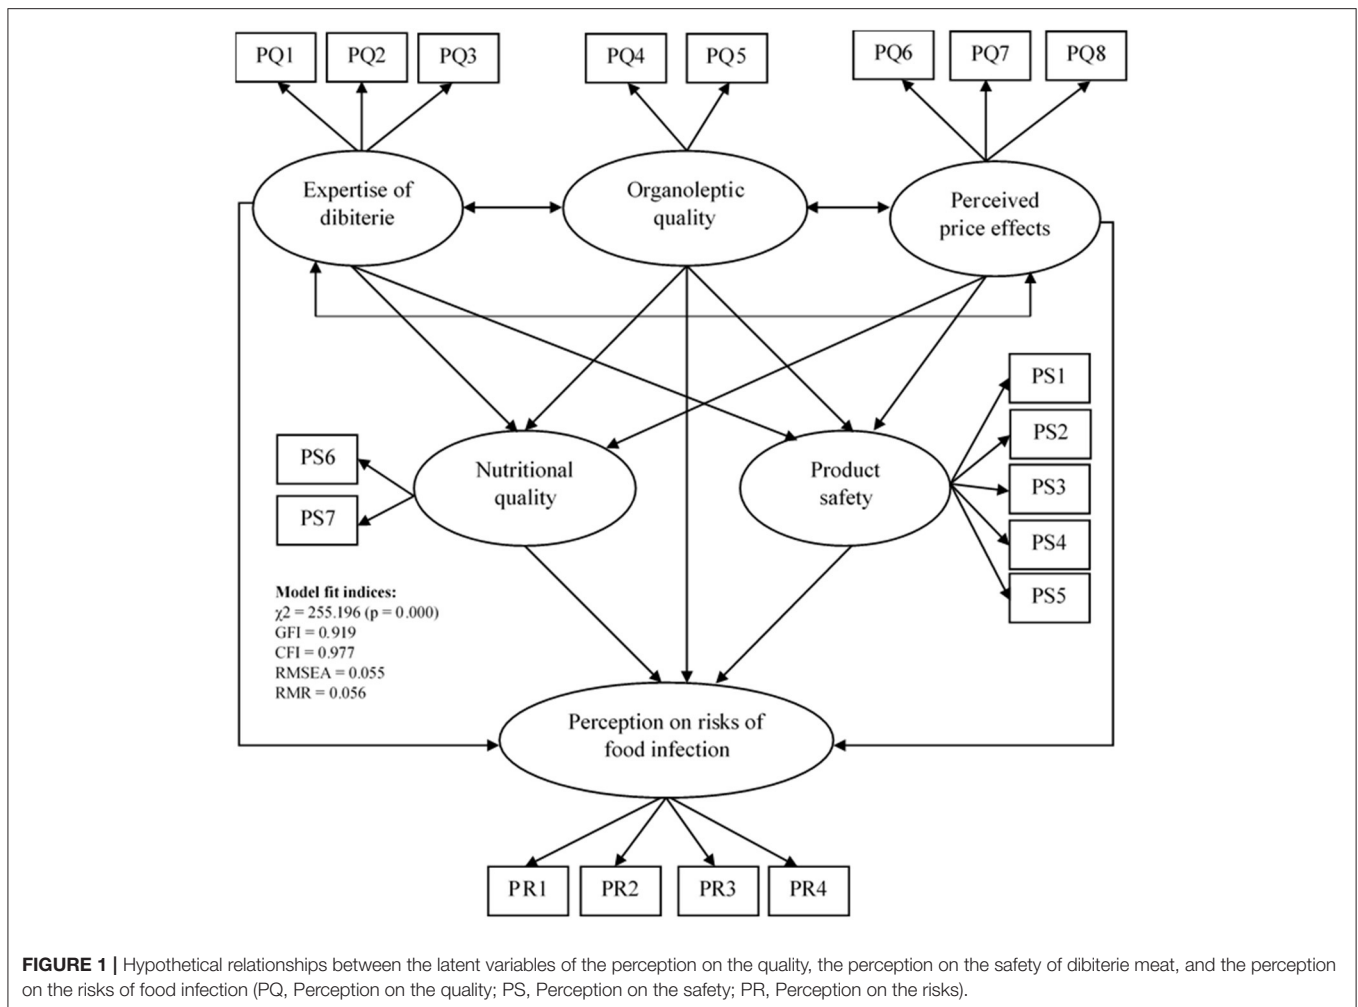 PQ1 PQ2 PQ3 PQ4 PQ5 PQ6 PQ7 PQ8
Expertise of
dibiterie
Organoleptic
quality
Perceived
price effects
PS1
PS2
PS3
PS4
PS5
PS6
PS7
Nutritional
quality
Product
safety
Model fit indices:
χ2 = 255.196 (p = 0.000)
GFI = 0.919
CFI = 0.977
RMSEA = 0.055
RMR = 0.056
Perception on risks of
food infection
PR1 PR2 PR3 PR4
FIGURE 1 | Hypothetical relationships between the latent variables of the perception on the quality, the perception on the safety of dibiterie meat, and the perception
on the risks of food infection (PQ, Perception on the quality; PS, Perception on the safety; PR, Perception on the risks).